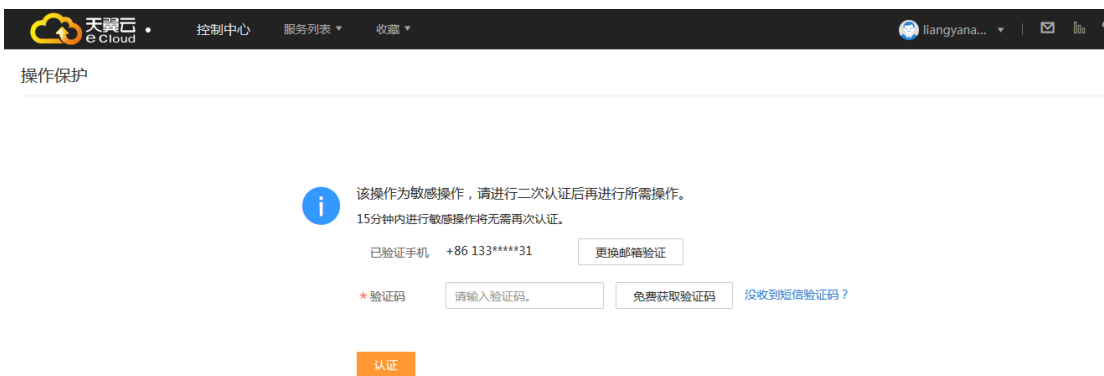 天翼云
e Cloud
控制中心 服务列表 收藏 liangyana...
操作保护
该操作为敏感操作，请进行二次认证后再进行所需操作。
15分钟内进行敏感操作将无需再次认证。
已验证手机 +86 133*****31 更换邮箱验证
*验证码 请输入验证码。 免费获取验证码 没收到短信验证码？
认证